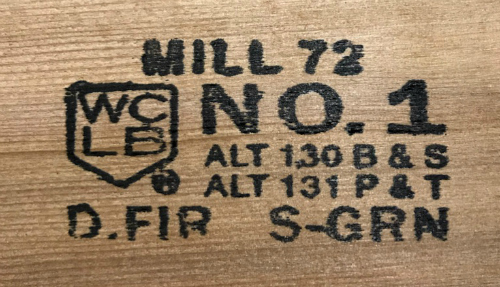 MILL 72
WC
LB
®
NO. 1
ALT 130 B & S
ALT 131 P & T
D.FIR S-GRN